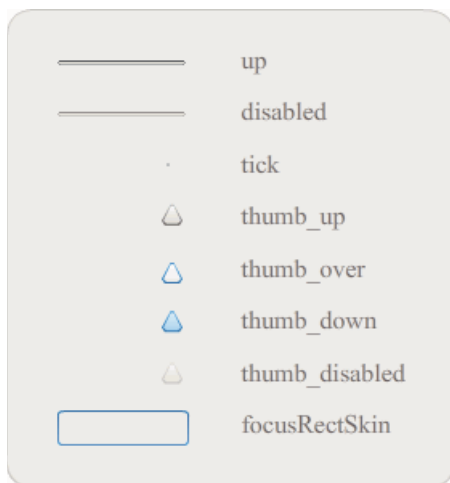 up
disabled
tick
thumb_up
thumb_over
thumb_down
thumb_disabled
focusRectSkin